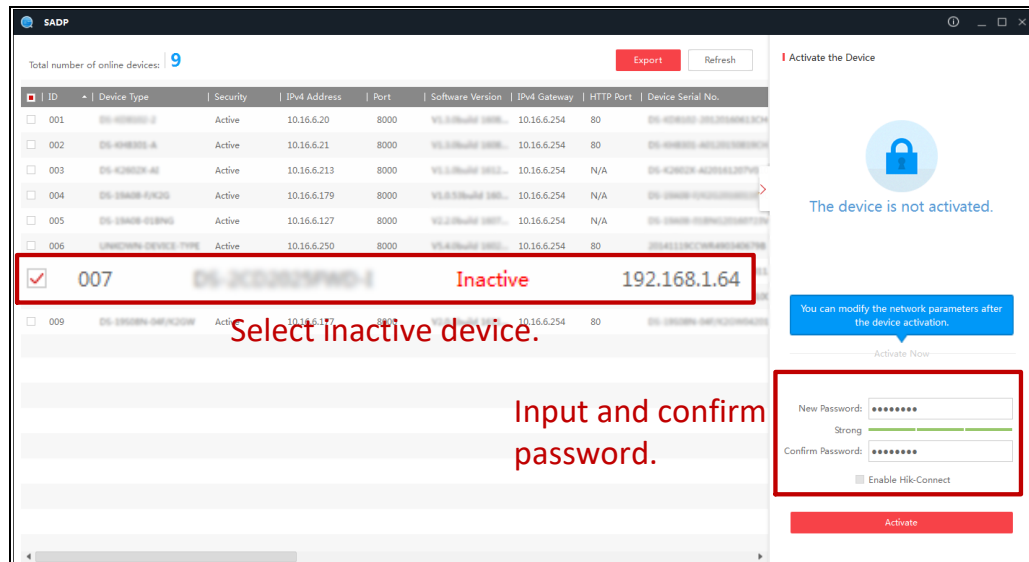 SADP
Total number of online devices: 9
Export
Refresh
Activate the Device
ID Device Type Security IPv4 Address Port Software Version IPv4 Gateway HTTP Port Device Serial No.
001 Active 10.16.6.20 8000 10.16.6.254 80
002 Active 10.16.6.21 8000 10.16.6.254 80
003 Active 10.16.6.213 8000 10.16.6.254 N/A
004 Active 10.16.6.179 8000 10.16.6.254 N/A
005 Active 10.16.6.127 8000 10.16.6.254 N/A
006 UNKOWN-DEVICE-TYPE Active 10.16.6.250 8000 10.16.6.254 80
007 Inactive 192.168.1.64
009 Active 10.16.6.254 80
Select inactive device.
Input and confirm
password.
The device is not activated.
You can modify the network parameters after
the device activation.
Activate Now
New Password:
Strong
Confirm Password:
Enable Hik-Connect
Activate